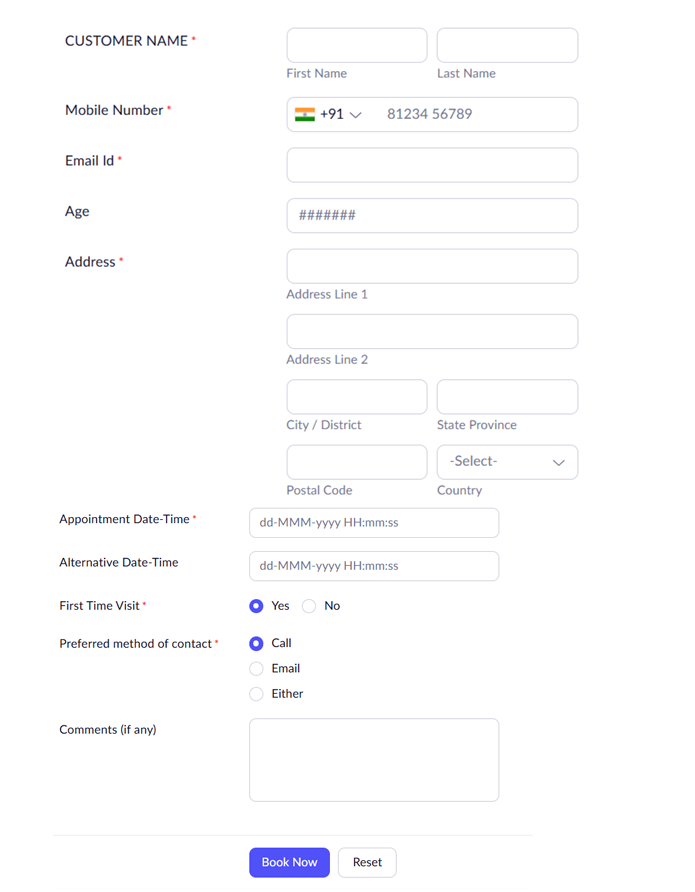 CUSTOMER NAME *
First Name Last Name
Mobile Number * +91 81234 56789
Email Id *
Age #######
Address *
Address Line 1
Address Line 2
City / District State Province
-Select-
Postal Code Country
Appointment Date-Time * dd-MMM-yyyy HH:mm:ss
Alternative Date-Time dd-MMM-yyyy HH:mm:ss
First Time Visit * Yes No
Preferred method of contact * Call
Email
Either
Comments (if any)
Book Now Reset